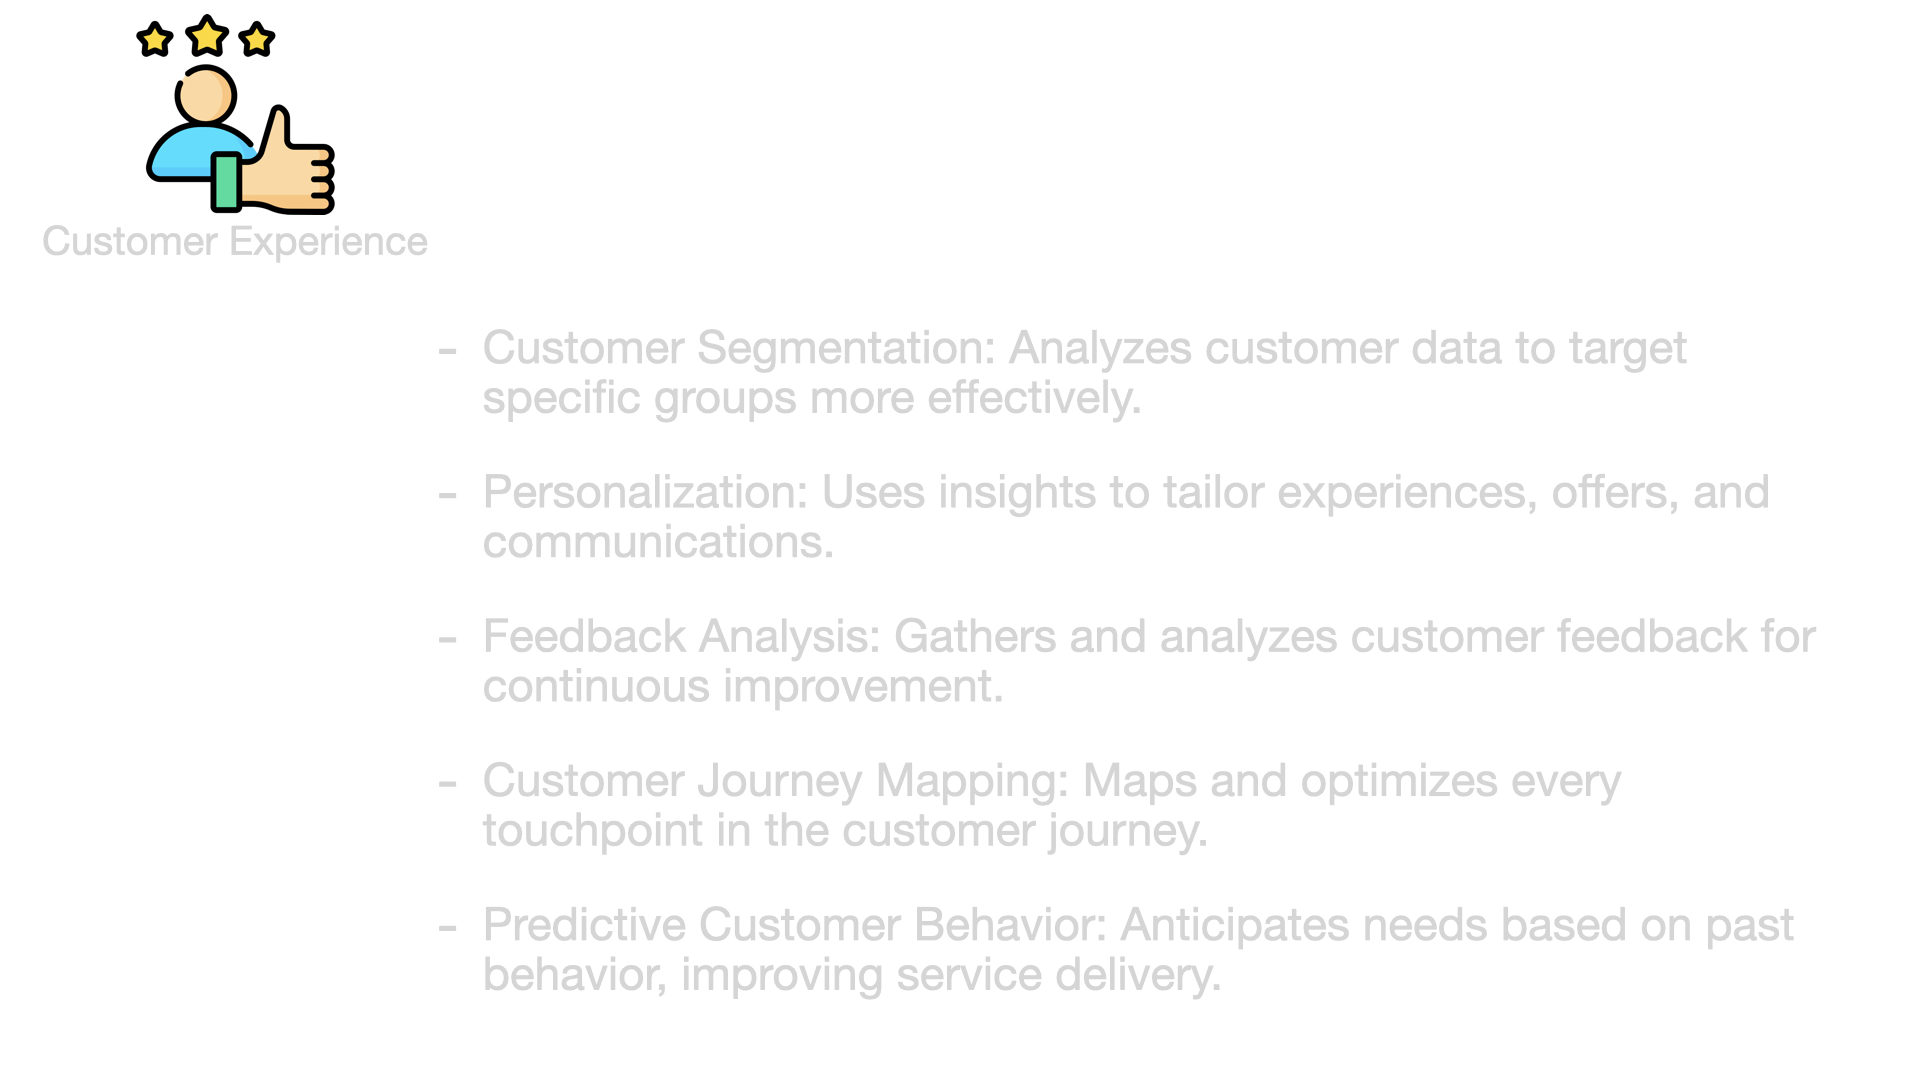 Customer Experience
- Customer Segmentation: Analyzes customer data to target
specific groups more effectively.
- Personalization: Uses insights to tailor experiences, offers, and
communications.
- Feedback Analysis: Gathers and analyzes customer feedback for
continuous improvement.
- Customer Journey Mapping: Maps and optimizes every
touchpoint in the customer journey.
- Predictive Customer Behavior: Anticipates needs based on past
behavior, improving service delivery.